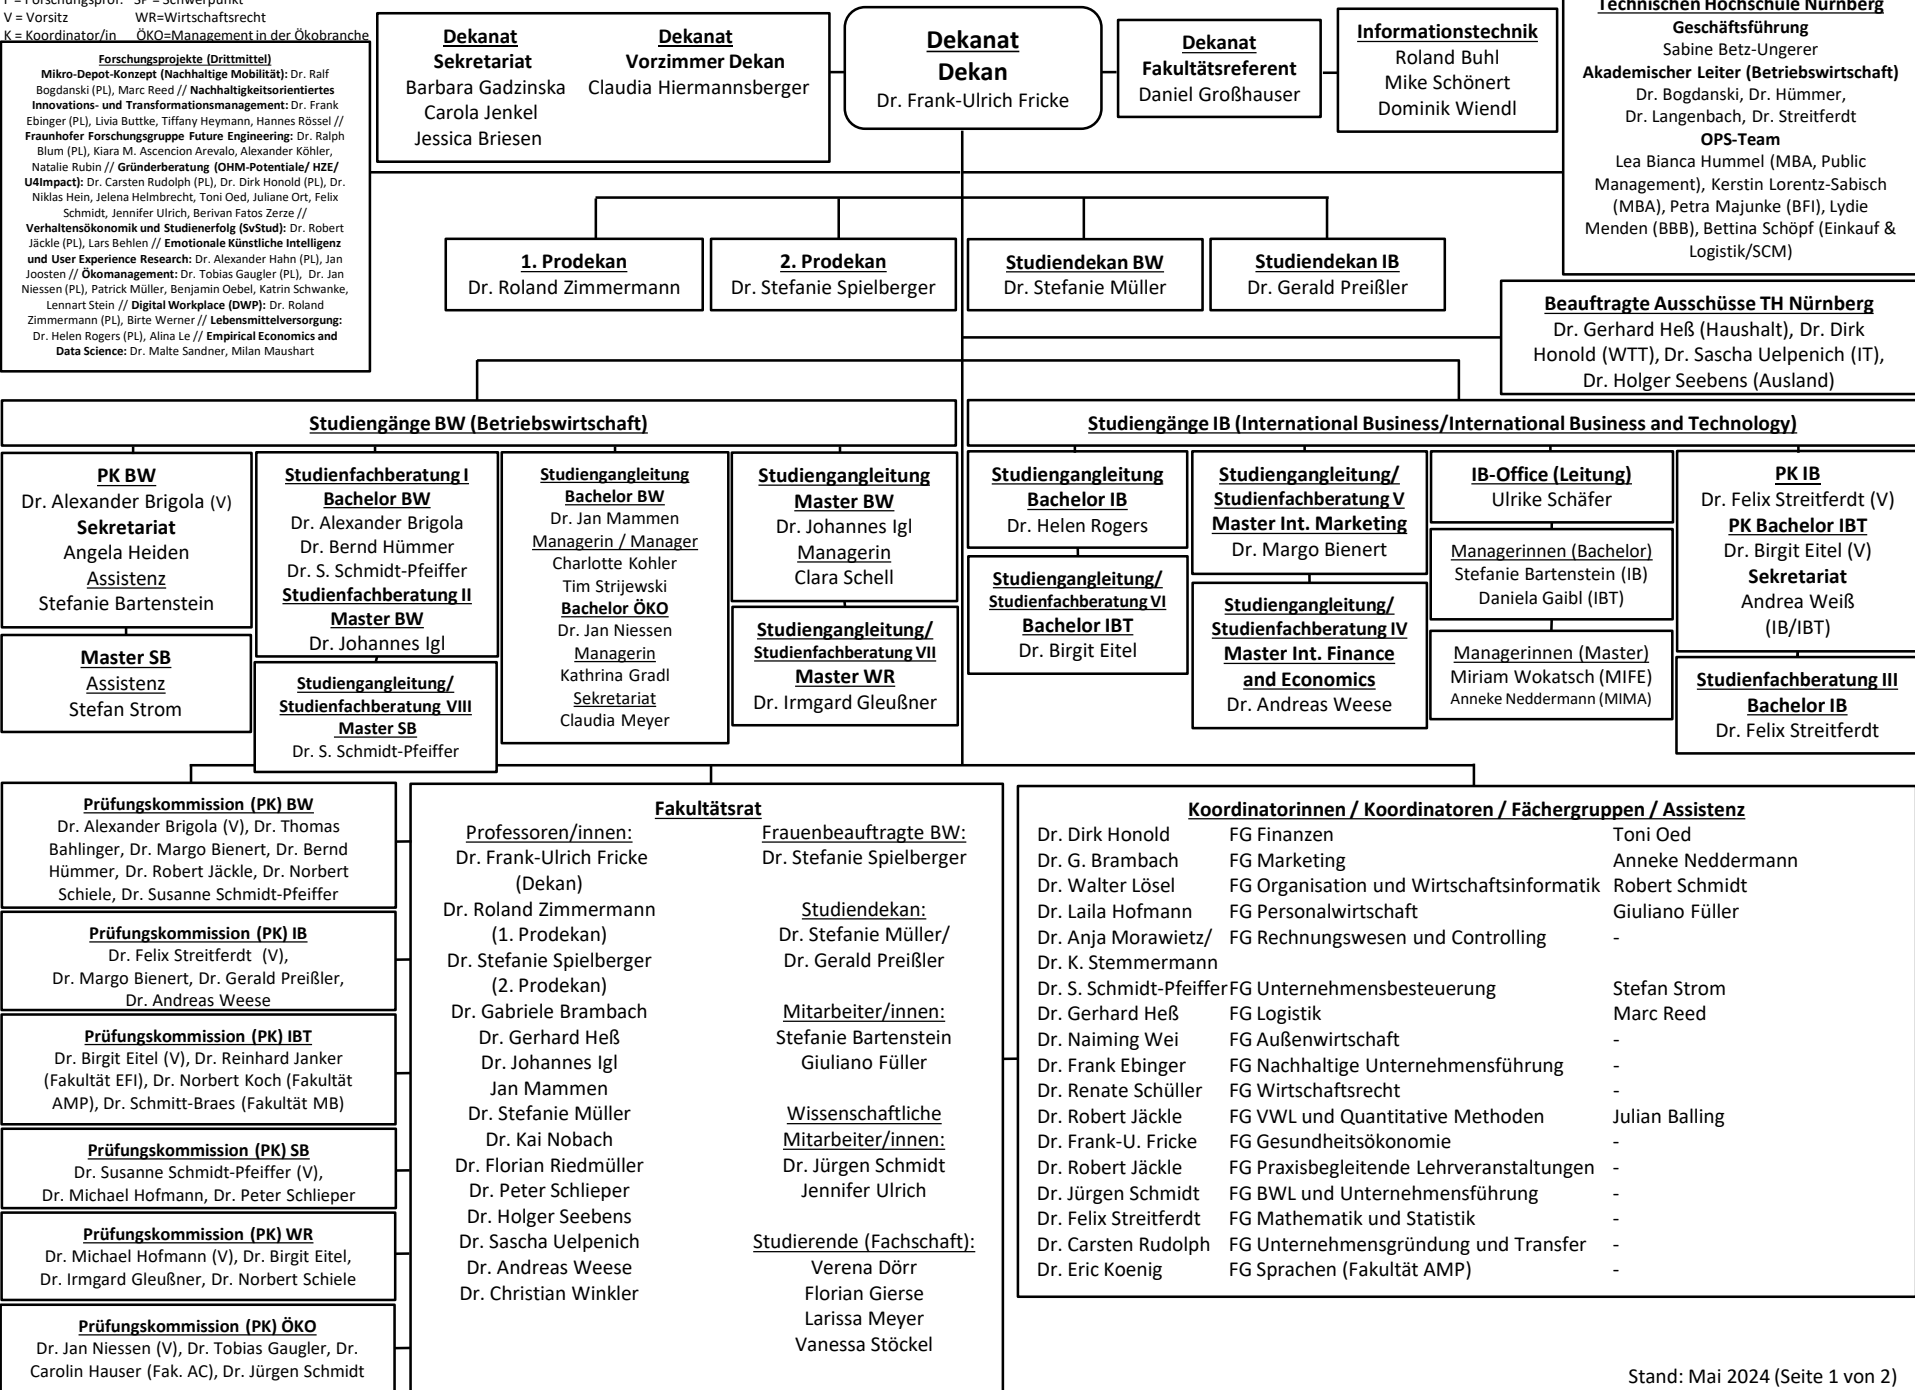 F = Forschungsprof. SP = Schwerpunkt
V = Vorsitz WR=Wirtschaftsrecht
K = Koordinator/in ÖKO=Management in der Ökobranche
Forschungsprojekte (Drittmittel)
Mikro-Depot-Konzept (Nachhaltige Mobilität): Dr. Ralf
Bogdanski (PL), Marc Reed // Nachhaltigkeitsorientiertes
Innovations- und Transformationsmanagement: Dr. Frank
Ebinger (PL), Livia Buttke, Tiffany Heymann, Hannes Rössel //
Fraunhofer Forschungsgruppe Future Engineering: Dr. Ralph
Blum (PL), Kiara M. Ascencion Arevalo, Alexander Köhler,
Natalie Rubin // Gründerberatung (OHM-Potentiale/ HZE/
U4Impact): Dr. Carsten Rudolph (PL), Dr. Dirk Honold (PL), Dr.
Niklas Hein, Jelena Helmbrecht, Toni Oed, Juliane Ort, Felix
Schmidt, Jennifer Ulrich, Berivan Fatos Zerze //
Verhaltensökonomik und Studienerfolg (SvStud): Dr. Robert
Jäckle (PL), Lars Behlen // Emotionale Künstliche Intelligenz
und User Experience Research: Dr. Alexander Hahn (PL), Jan
Joosten // Ökomanagement: Dr. Tobias Gaugler (PL), Dr. Jan
Niessen (PL), Patrick Müller, Benjamin Oebel, Katrin Schwanke,
Lennart Stein // Digital Workplace (DWP): Dr. Roland
Zimmermann (PL), Birte Werner // Lebensmittelversorgung:
Dr. Helen Rogers (PL), Alina Le // Empirical Economics and
Data Science: Dr. Malte Sandner, Milan Maushart
Dekanat
Sekretariat
Barbara Gadzinska
Carola Jenkel
Jessica Briesen
Dekanat
Vorzimmer Dekan
Claudia Hiermannsberger
Dekanat
Dekan
Dr. Frank-Ulrich Fricke
Dekanat
Fakultätsreferent
Daniel Großhauser
Informationstechnik
Roland Buhl
Mike Schönert
Dominik Wiendl
Technischen Hochschule Nürnberg
Geschäftsführung
Sabine Betz-Ungerer
Akademischer Leiter (Betriebswirtschaft)
Dr. Bogdanski, Dr. Hümmer,
Dr. Langenbach, Dr. Streitferdt
OPS-Team
Lea Bianca Hummel (MBA, Public
Management), Kerstin Lorentz-Sabisch
(MBA), Petra Majunke (BFI), Lydie
Menden (BBB), Bettina Schöpf (Einkauf &
Logistik/SCM)
1. Prodekan
Dr. Roland Zimmermann
2. Prodekan
Dr. Stefanie Spielberger
Studiendekan BW
Dr. Stefanie Müller
Studiendekan IB
Dr. Gerald Preißler
Beauftragte Ausschüsse TH Nürnberg
Dr. Gerhard Heß (Haushalt), Dr. Dirk
Honold (WTT), Dr. Sascha Uelpenich (IT),
Dr. Holger Seebens (Ausland)
Studiengänge BW (Betriebswirtschaft)
Studiengänge IB (International Business/International Business and Technology)
PK BW
Dr. Alexander Brigola (V)
Sekretariat
Angela Heiden
Assistenz
Stefanie Bartenstein
Master SB
Assistenz
Stefan Strom
Studienfachberatung I
Bachelor BW
Dr. Alexander Brigola
Dr. Bernd Hümmer
Dr. S. Schmidt-Pfeiffer
Studienfachberatung II
Master BW
Dr. Johannes Igl
Studiengangleitung/
Studienfachberatung VIII
Master SB
Dr. S. Schmidt-Pfeiffer
Studiengangleitung
Bachelor BW
Dr. Jan Mammen
Managerin / Manager
Charlotte Kohler
Tim Strijewski
Bachelor ÖKO
Dr. Jan Niessen
Managerin
Kathrina Gradl
Sekretariat
Claudia Meyer
Studiengangleitung
Master BW
Dr. Johannes Igl
Managerin
Clara Schell
Studiengangleitung/
Studienfachberatung VII
Master WR
Dr. Irmgard Gleußner
Studiengangleitung
Bachelor IB
Dr. Helen Rogers
Studiengangleitung/
Studienfachberatung VI
Bachelor IBT
Dr. Birgit Eitel
Studiengangleitung/
Studienfachberatung V
Master Int. Marketing
Dr. Margo Bienert
Studiengangleitung/
Studienfachberatung IV
Master Int. Finance
and Economics
Dr. Andreas Weese
IB-Office (Leitung)
Ulrike Schäfer
Managerinnen (Bachelor)
Stefanie Bartenstein (IB)
Daniela Gaibl (IBT)
Managerinnen (Master)
Miriam Wokatsch (MIFE)
Anneke Neddermann (MIMA)
PK IB
Dr. Felix Streitferdt (V)
PK Bachelor IBT
Dr. Birgit Eitel (V)
Sekretariat
Andrea Weiß
(IB/IBT)
Studienfachberatung III
Bachelor IB
Dr. Felix Streitferdt
Prüfungskommission (PK) BW
Dr. Alexander Brigola (V), Dr. Thomas
Bahlinger, Dr. Margo Bienert, Dr. Bernd
Hümmer, Dr. Robert Jäckle, Dr. Norbert
Schiele, Dr. Susanne Schmidt-Pfeiffer
Prüfungskommission (PK) IB
Dr. Felix Streitferdt (V),
Dr. Margo Bienert, Dr. Gerald Preißler,
Dr. Andreas Weese
Prüfungskommission (PK) IBT
Dr. Birgit Eitel (V), Dr. Reinhard Janker
(Fakultät EFI), Dr. Norbert Koch (Fakultät
AMP), Dr. Schmitt-Braes (Fakultät MB)
Prüfungskommission (PK) SB
Dr. Susanne Schmidt-Pfeiffer (V),
Dr. Michael Hofmann, Dr. Peter Schlieper
Prüfungskommission (PK) WR
Dr. Michael Hofmann (V), Dr. Birgit Eitel,
Dr. Irmgard Gleußner, Dr. Norbert Schiele
Prüfungskommission (PK) ÖKO
Dr. Jan Niessen (V), Dr. Tobias Gaugler, Dr.
Carolin Hauser (Fak. AC), Dr. Jürgen Schmidt
Fakultätsrat
Professoren/innen:
Dr. Frank-Ulrich Fricke
(Dekan)
Dr. Roland Zimmermann
(1. Prodekan)
Dr. Stefanie Spielberger
(2. Prodekan)
Dr. Gabriele Brambach
Dr. Gerhard Heß
Dr. Johannes Igl
Jan Mammen
Dr. Stefanie Müller
Dr. Kai Nobach
Dr. Florian Riedmüller
Dr. Peter Schlieper
Dr. Holger Seebens
Dr. Sascha Uelpenich
Dr. Andreas Weese
Dr. Christian Winkler
Frauenbeauftragte BW:
Dr. Stefanie Spielberger
Studiendekan:
Dr. Stefanie Müller/
Dr. Gerald Preißler
Mitarbeiter/innen:
Stefanie Bartenstein
Giuliano Füller
Wissenschaftliche
Mitarbeiter/innen:
Dr. Jürgen Schmidt
Jennifer Ulrich
Studierende (Fachschaft):
Verena Dörr
Florian Gierse
Larissa Meyer
Vanessa Stöckel
Koordinatorinnen / Koordinatoren / Fächergruppen / Assistenz
Dr. Dirk Honold FG Finanzen Toni Oed
Dr. G. Brambach FG Marketing Anneke Neddermann
Dr. Walter Lösel FG Organisation und Wirtschaftsinformatik Robert Schmidt
Dr. Laila Hofmann FG Personalwirtschaft Giuliano Füller
Dr. Anja Morawietz/ FG Rechnungswesen und Controlling -
Dr. K. Stemmermann
Dr. S. Schmidt-Pfeiffer FG Unternehmensbesteuerung Stefan Strom
Dr. Gerhard Heß FG Logistik Marc Reed
Dr. Naiming Wei FG Außenwirtschaft -
Dr. Frank Ebinger FG Nachhaltige Unternehmensführung -
Dr. Renate Schüller FG Wirtschaftsrecht -
Dr. Robert Jäckle FG VWL und Quantitative Methoden Julian Balling
Dr. Frank-U. Fricke FG Gesundheitsökonomie -
Dr. Robert Jäckle FG Praxisbegleitende Lehrveranstaltungen -
Dr. Jürgen Schmidt FG BWL und Unternehmensführung -
Dr. Felix Streitferdt FG Mathematik und Statistik -
Dr. Carsten Rudolph FG Unternehmensgründung und Transfer -
Dr. Eric Koenig FG Sprachen (Fakultät AMP) -
Stand: Mai 2024 (Seite 1 von 2)